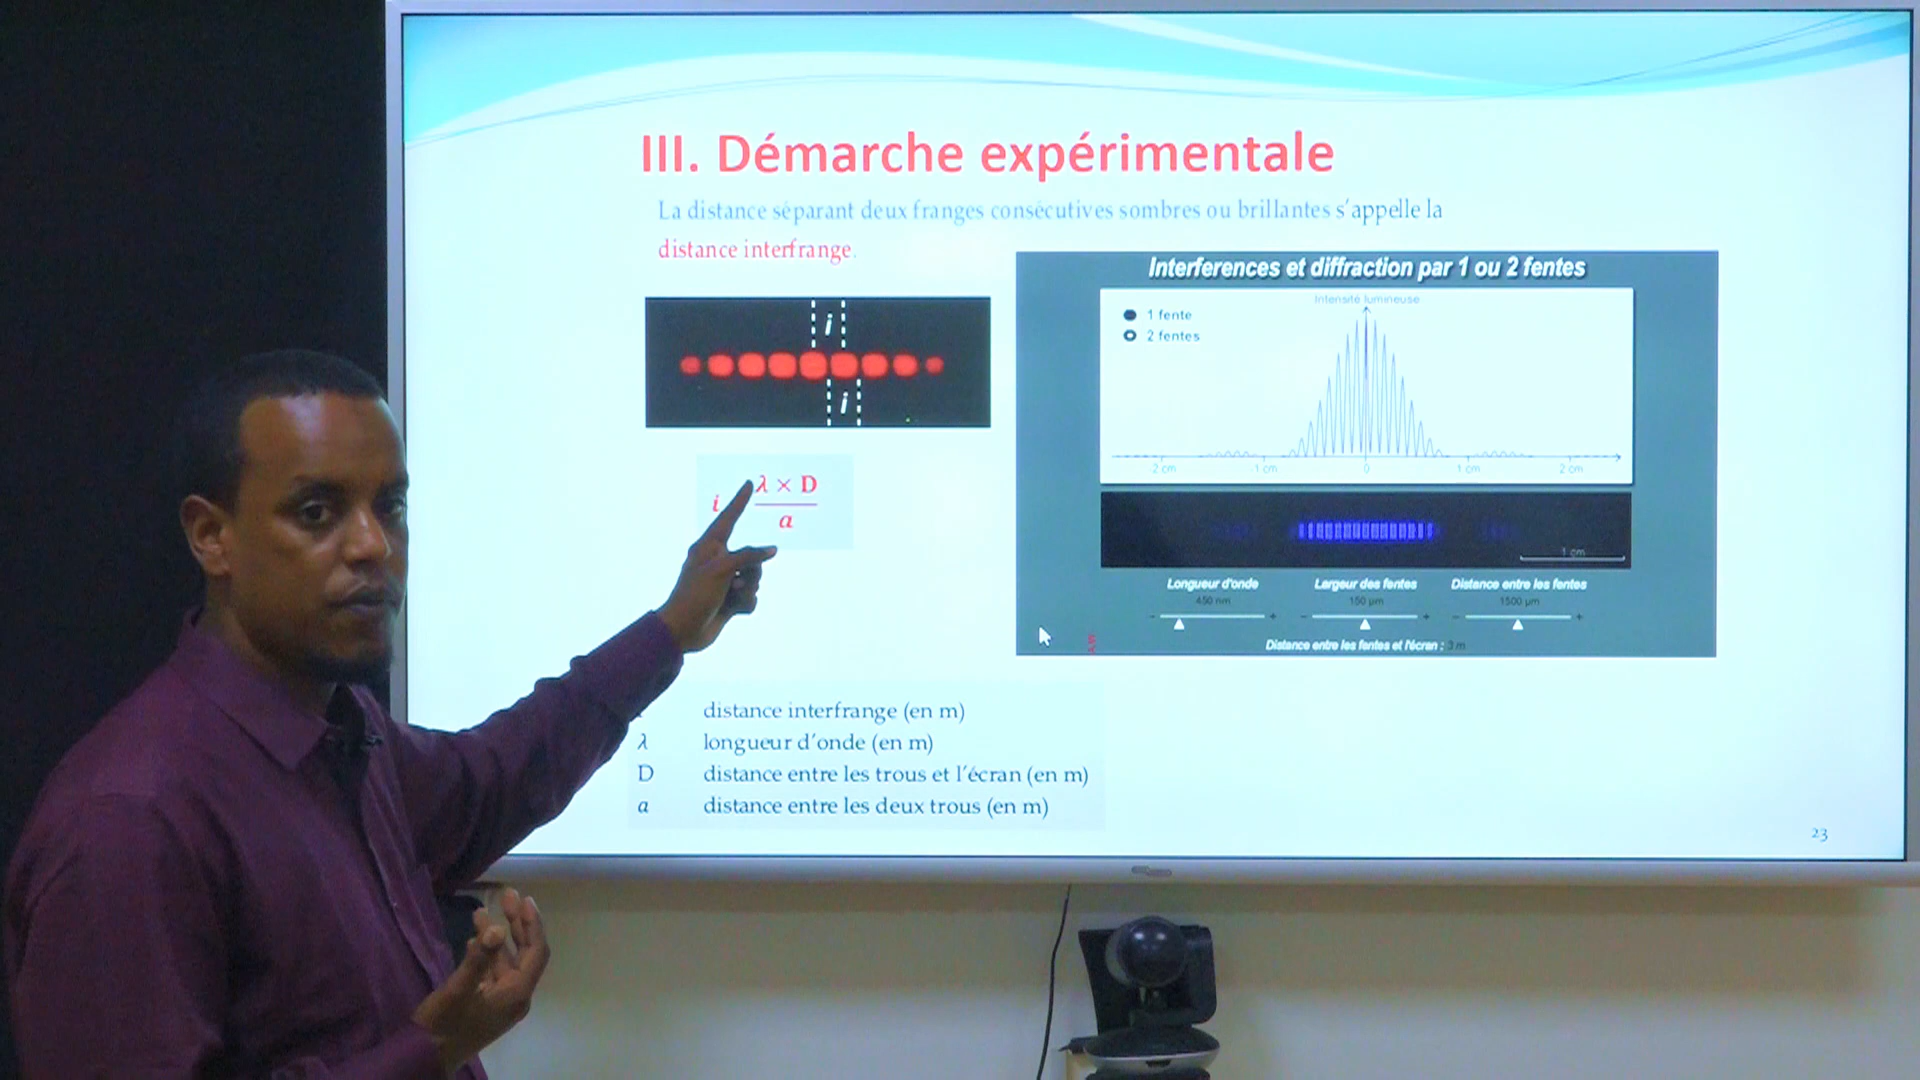 III. Démarche expérimentale
La distance séparant deux franges consécutives sombres ou brillantes s'appelle la
distance interfrange.
i
i
i
λ × D
a
Interferences et diffraction par 1 ou 2 fentes
Intensité lumineuse
1 fente
2 fentes
2 cm
1 cm
0
1 cm
2 cm
1 cm
Longueur d'onde
Largeur des fentes
Distance entre les fentes
450 nm
150 µm
1500 µm
- + - + - +
Distance entre les fentes et l'écran : 3 m
distance interfrange (en m)
λ longueur d'onde (en m)
D distance entre les trous et l'écran (en m)
a distance entre les deux trous (en m)
23